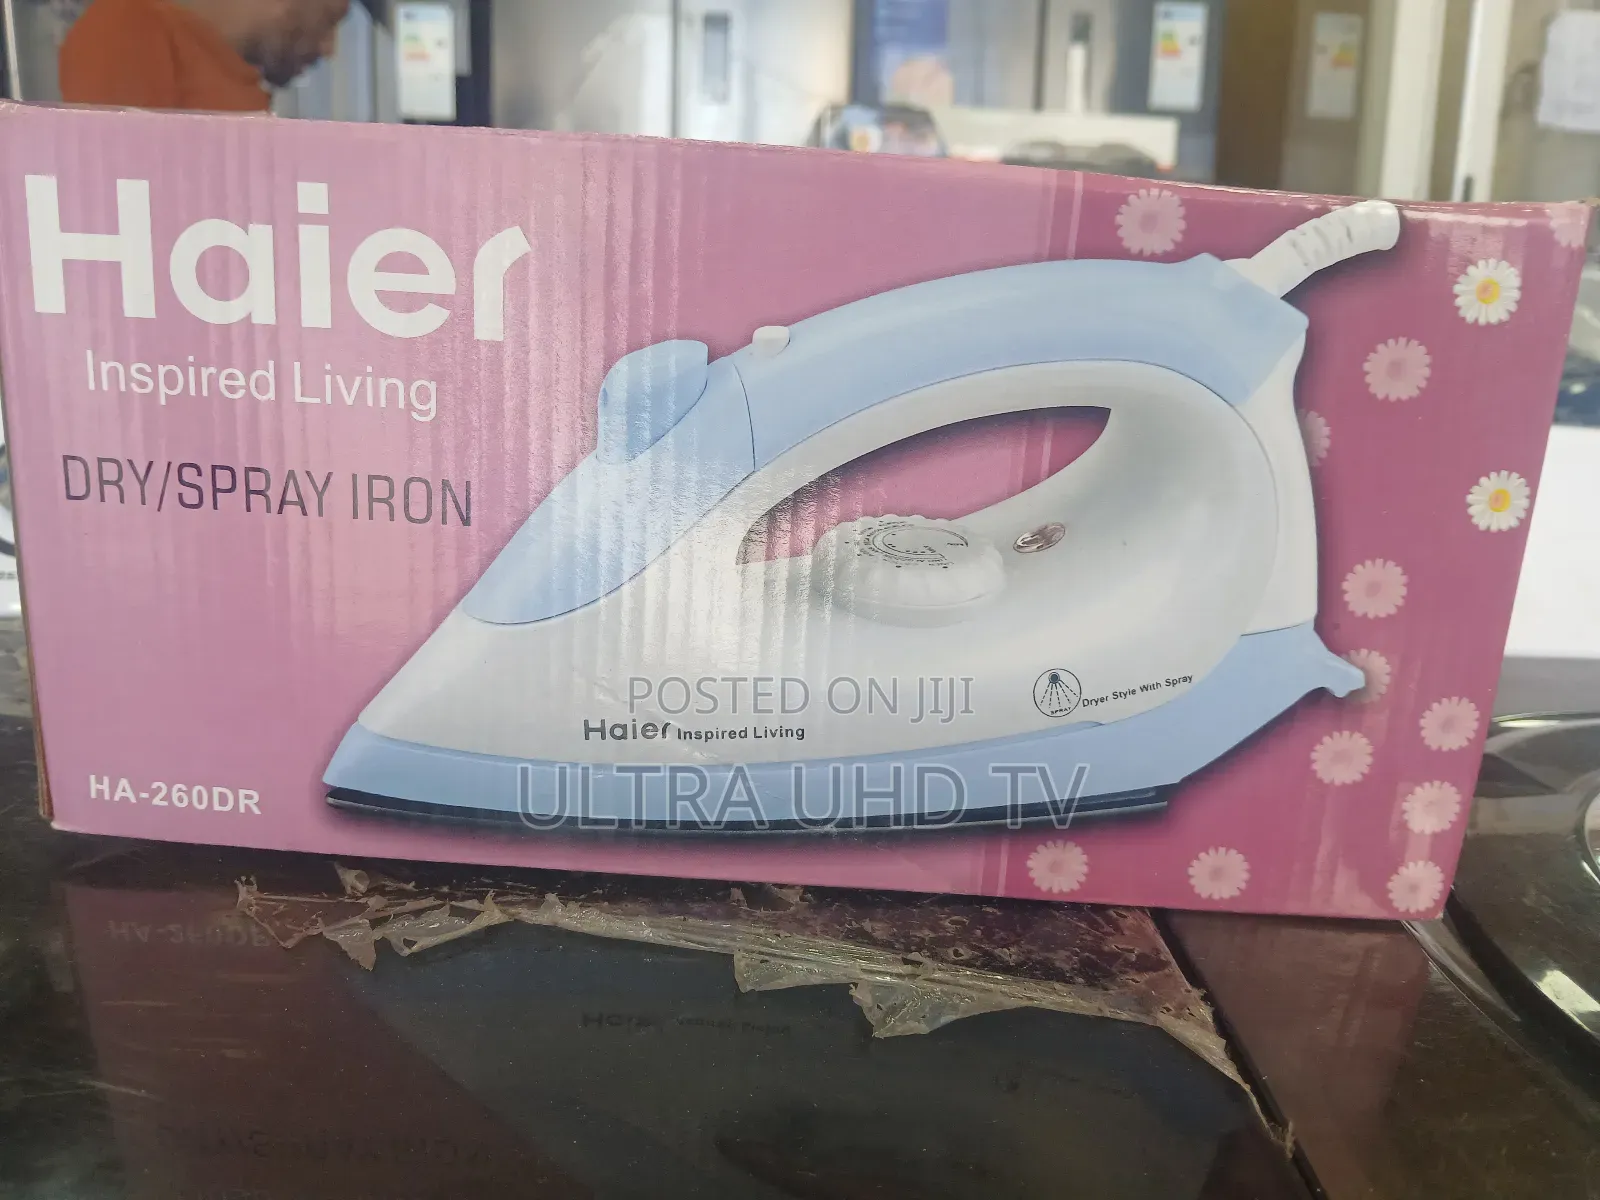 Haier
Inspired Living
DRY/SPRAY IRON
SPRAY
Dryer Style With Spray
POSTED ON JIJI
Haier Inspired Living
ULTRA UHD TV
HA-260DR